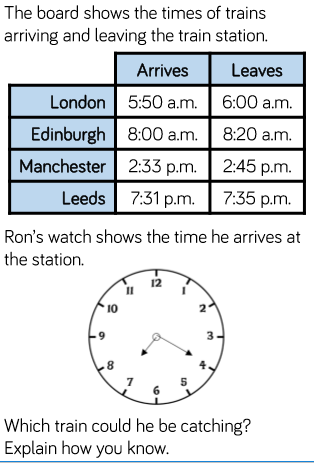 The board shows the times of trains
arriving and leaving the train station.
Arrives Leaves
London 5:50 a.m. 6:00 a.m.
Edinburgh 8:00 a.m. 8:20 a.m.
Manchester 2:33 p.m. 2:45 p.m.
Leeds 7:31 p.m. 7:35 p.m.
Ron's watch shows the time he arrives at
the station.
12
11 1
10 2
9 3
8 4
7 5
6
Which train could he be catching?
Explain how you know.